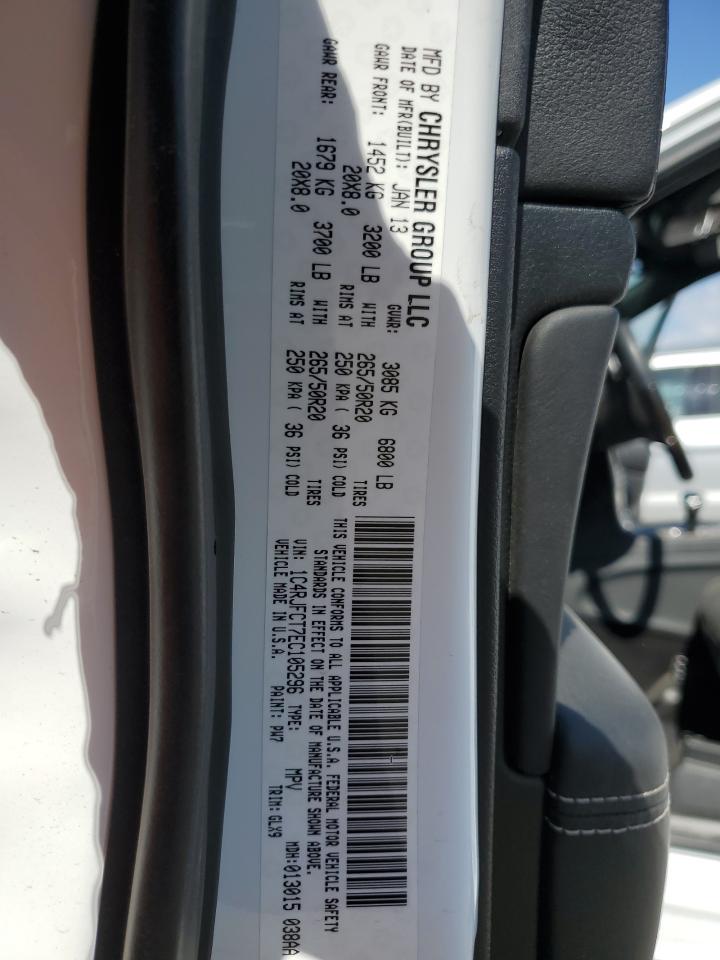 MFD BY CHRYSLER GROUP LLC
DATE OF MFR(BUILT): JAN 13 GVWR: 3085 KG 6800 LB
GAWR FRONT: 1452 KG 3200 LB WITH 265/50R20 TIRES
20X8.0 RIMS AT 250 KPA ( 36 PSI) COLD
GAWR REAR: 1679 KG 3700 LB WITH 265/50R20 TIRES
20X8.0 RIMS AT 250 KPA ( 36 PSI) COLD
THIS VEHICLE CONFORMS TO ALL APPLICABLE U.S.A. FEDERAL MOTOR VEHICLE SAFETY
STANDARDS IN EFFECT ON THE DATE OF MANUFACTURE SHOWN ABOVE.
VIN: 1C4RJFCT7EC105296 TYPE: MPV MDH:013015 038AA
VEHICLE MADE IN U.S.A. PAINT: PW7 TRIM: GLX9